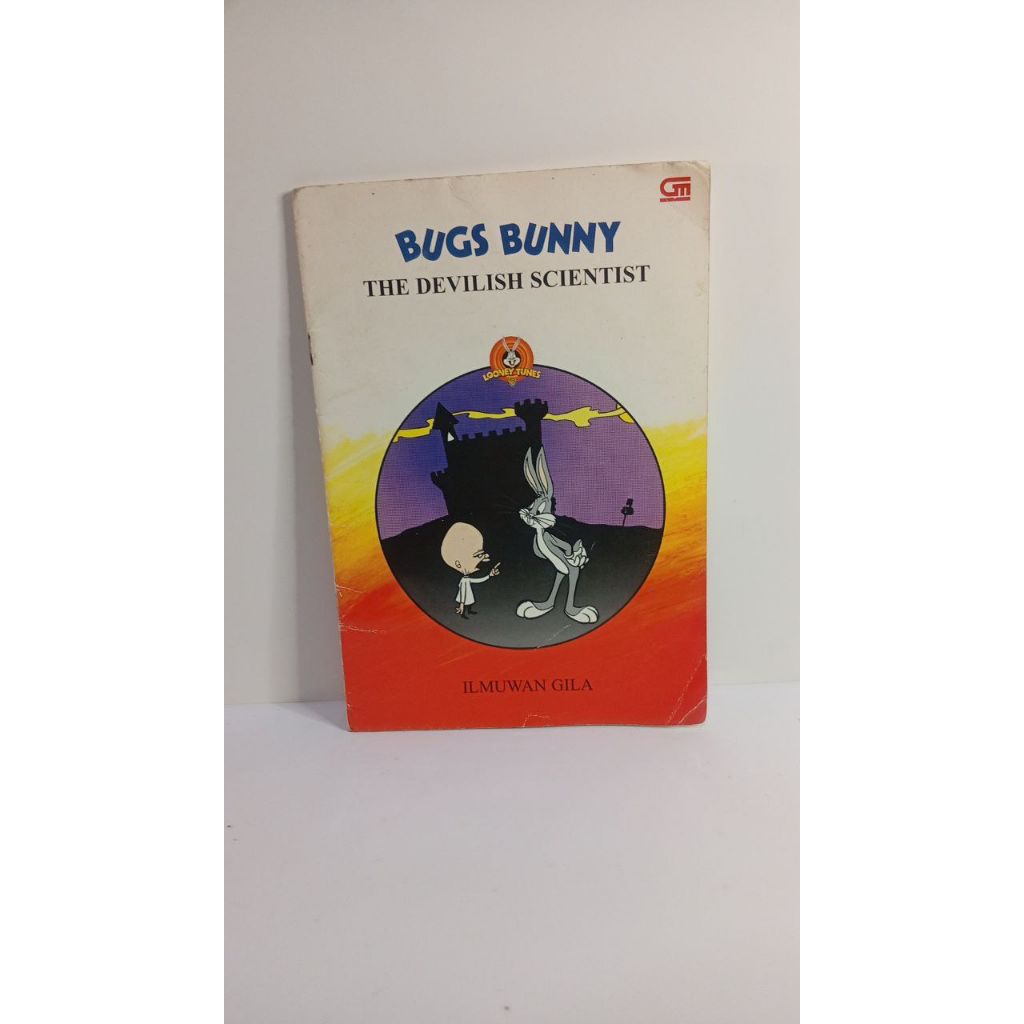 GM
BUGS BUNNY
THE DEVILISH SCIENTIST
LOONEY TUNES
ILMUWAN GILA